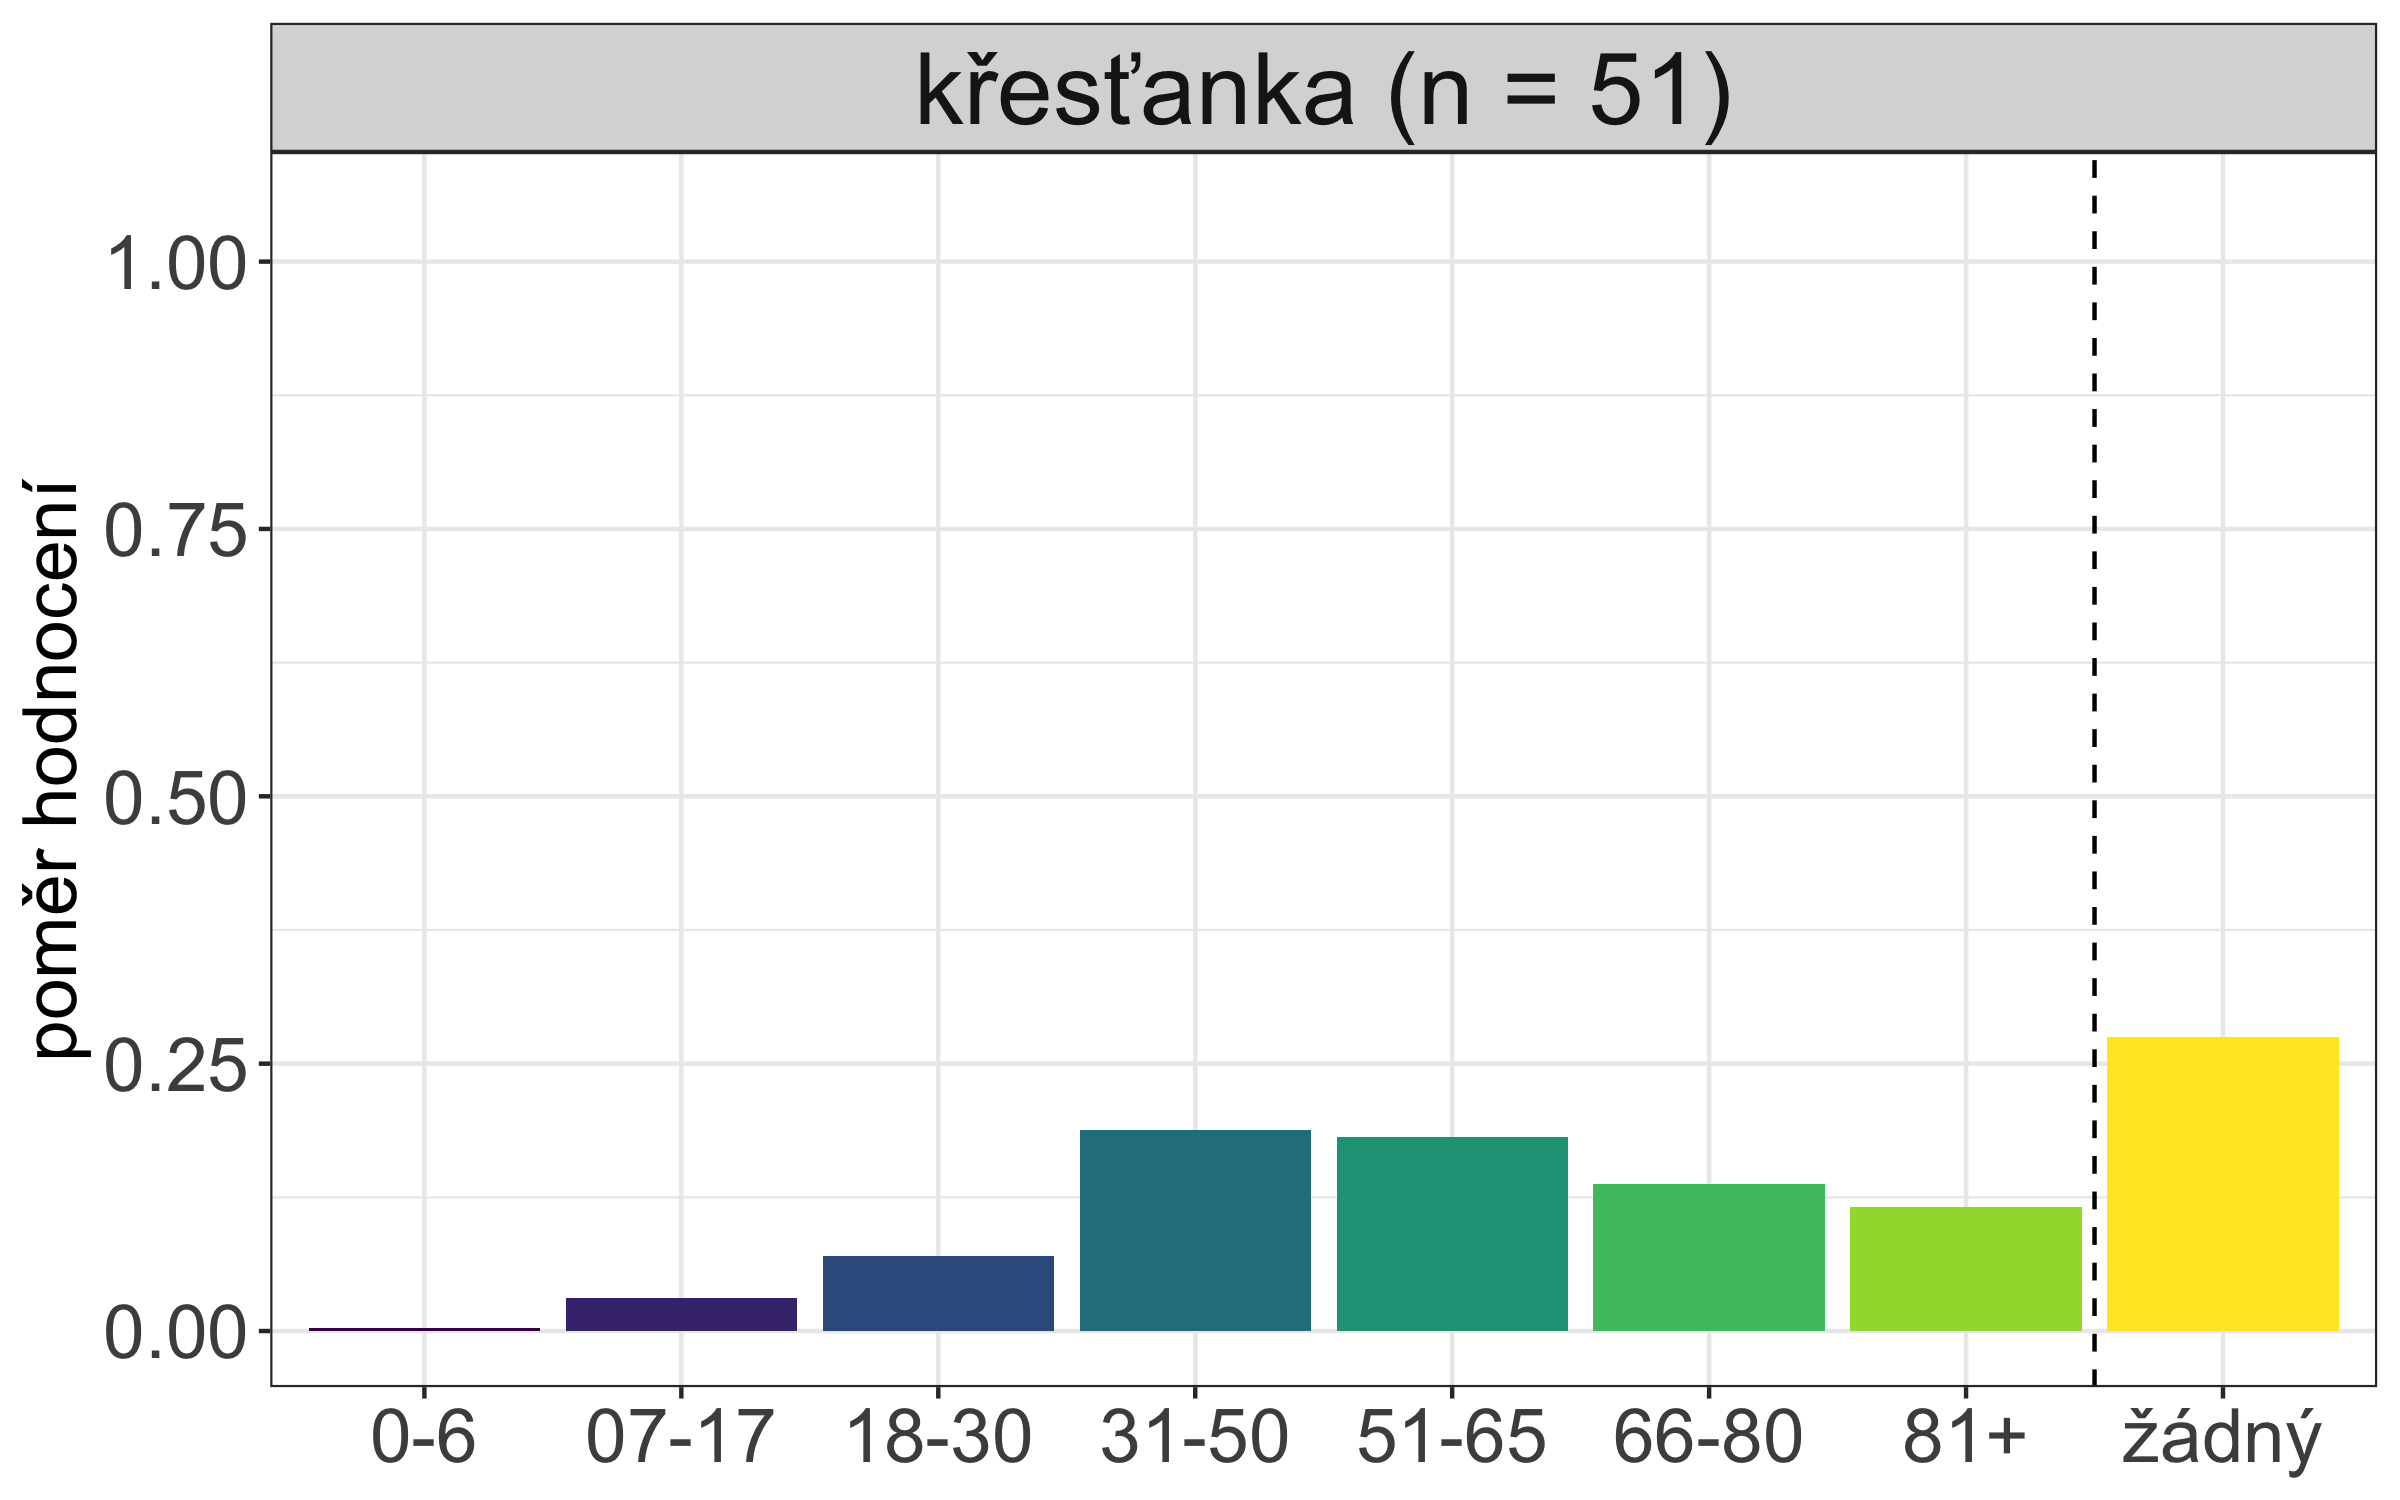 křesťanka (n = 51)
poměr hodnocení
1.00
0.75
0.50
0.25
0.00
0-6 07-17 18-30 31-50 51-65 66-80 81+ žádný